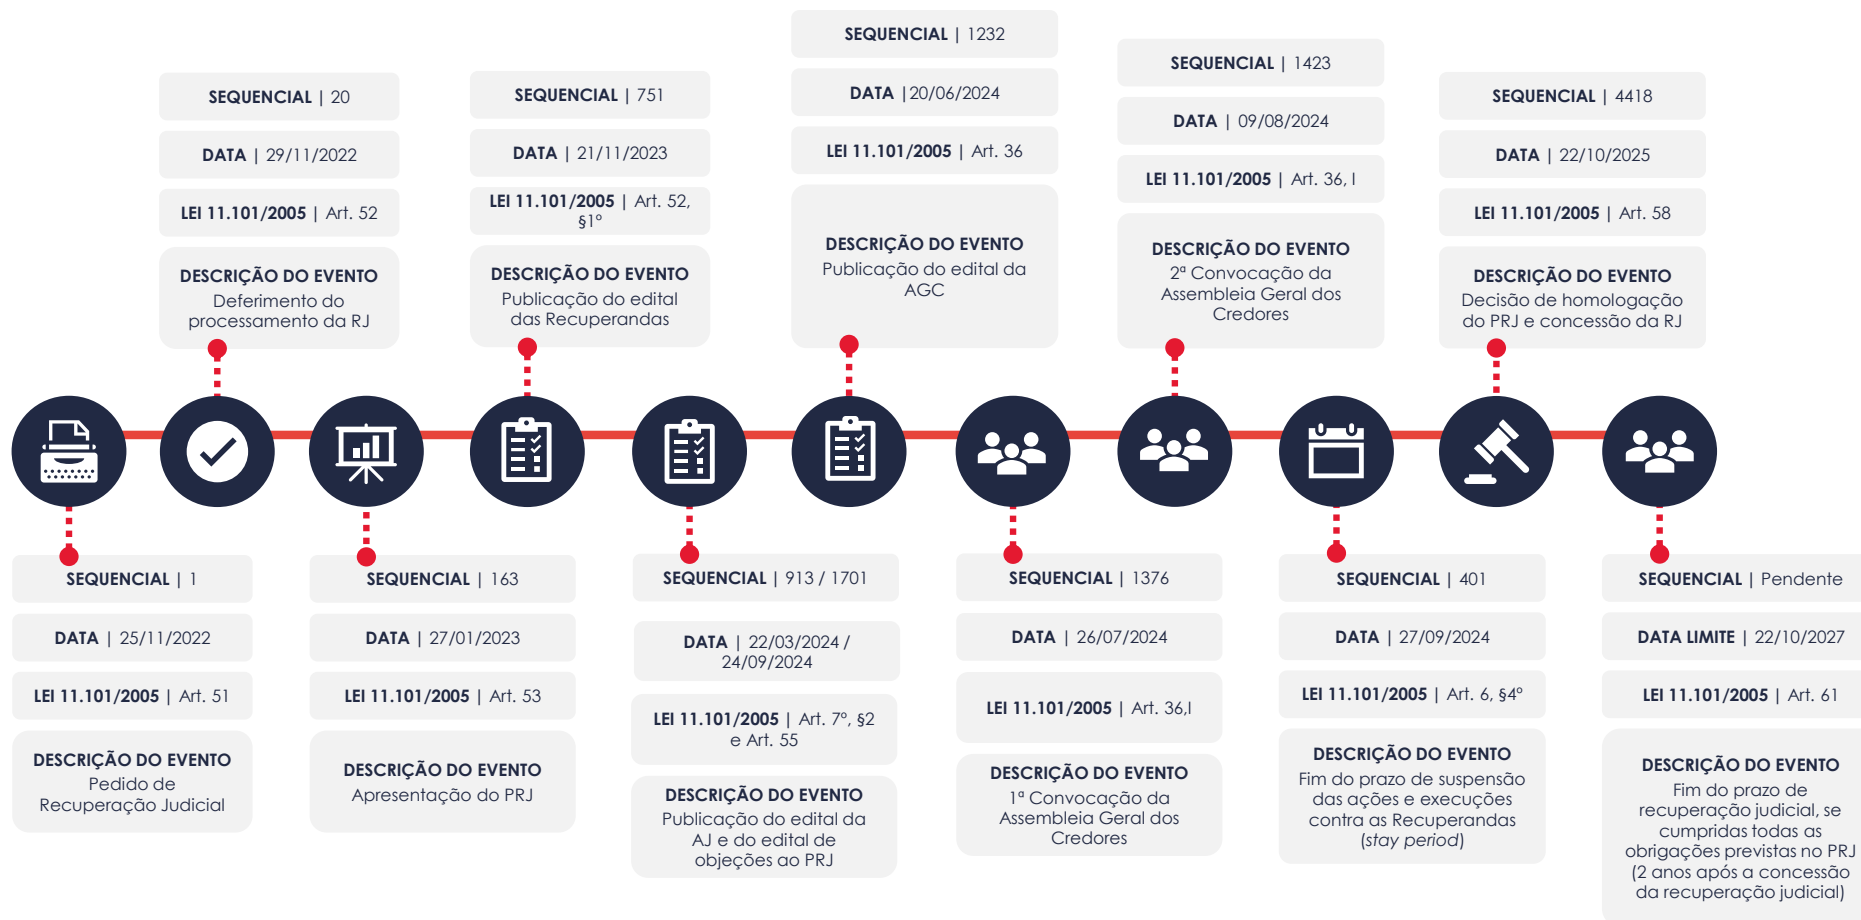 SEQUENCIAL | 1
DATA | 25/11/2022
LEI 11.101/2005 | Art. 51
DESCRIÇÃO DO EVENTO
Pedido de
Recuperação Judicial
SEQUENCIAL | 20
DATA | 29/11/2022
LEI 11.101/2005 | Art. 52
DESCRIÇÃO DO EVENTO
Deferimento do
processamento da RJ
SEQUENCIAL | 163
DATA | 27/01/2023
LEI 11.101/2005 | Art. 53
DESCRIÇÃO DO EVENTO
Apresentação do PRJ
SEQUENCIAL | 751
DATA | 21/11/2023
LEI 11.101/2005 | Art. 52,
§1º
DESCRIÇÃO DO EVENTO
Publicação do edital
das Recuperandas
SEQUENCIAL | 913 / 1701
DATA | 22/03/2024 /
24/09/2024
LEI 11.101/2005 | Art. 7º, §2
e Art. 55
DESCRIÇÃO DO EVENTO
Publicação do edital da
AJ e do edital de
objeções ao PRJ
SEQUENCIAL | 1232
DATA |20/06/2024
LEI 11.101/2005 | Art. 36
DESCRIÇÃO DO EVENTO
Publicação do edital da
AGC
SEQUENCIAL | 1376
DATA | 26/07/2024
LEI 11.101/2005 | Art. 36,I
DESCRIÇÃO DO EVENTO
1ª Convocação da
Assembleia Geral dos
Credores
SEQUENCIAL | 1423
DATA | 09/08/2024
LEI 11.101/2005 | Art. 36, I
DESCRIÇÃO DO EVENTO
2ª Convocação da
Assembleia Geral dos
Credores
SEQUENCIAL | 401
DATA | 27/09/2024
LEI 11.101/2005 | Art. 6, §4º
DESCRIÇÃO DO EVENTO
Fim do prazo de suspensão
das ações e execuções
contra as Recuperandas
(stay period)
SEQUENCIAL | 4418
DATA | 22/10/2025
LEI 11.101/2005 | Art. 58
DESCRIÇÃO DO EVENTO
Decisão de homologação
do PRJ e concessão da RJ
SEQUENCIAL | Pendente
DATA LIMITE | 22/10/2027
LEI 11.101/2005 | Art. 61
DESCRIÇÃO DO EVENTO
Fim do prazo de
recuperação judicial, se
cumpridas todas as
obrigações previstas no PRJ
(2 anos após a concessão
da recuperação judicial)